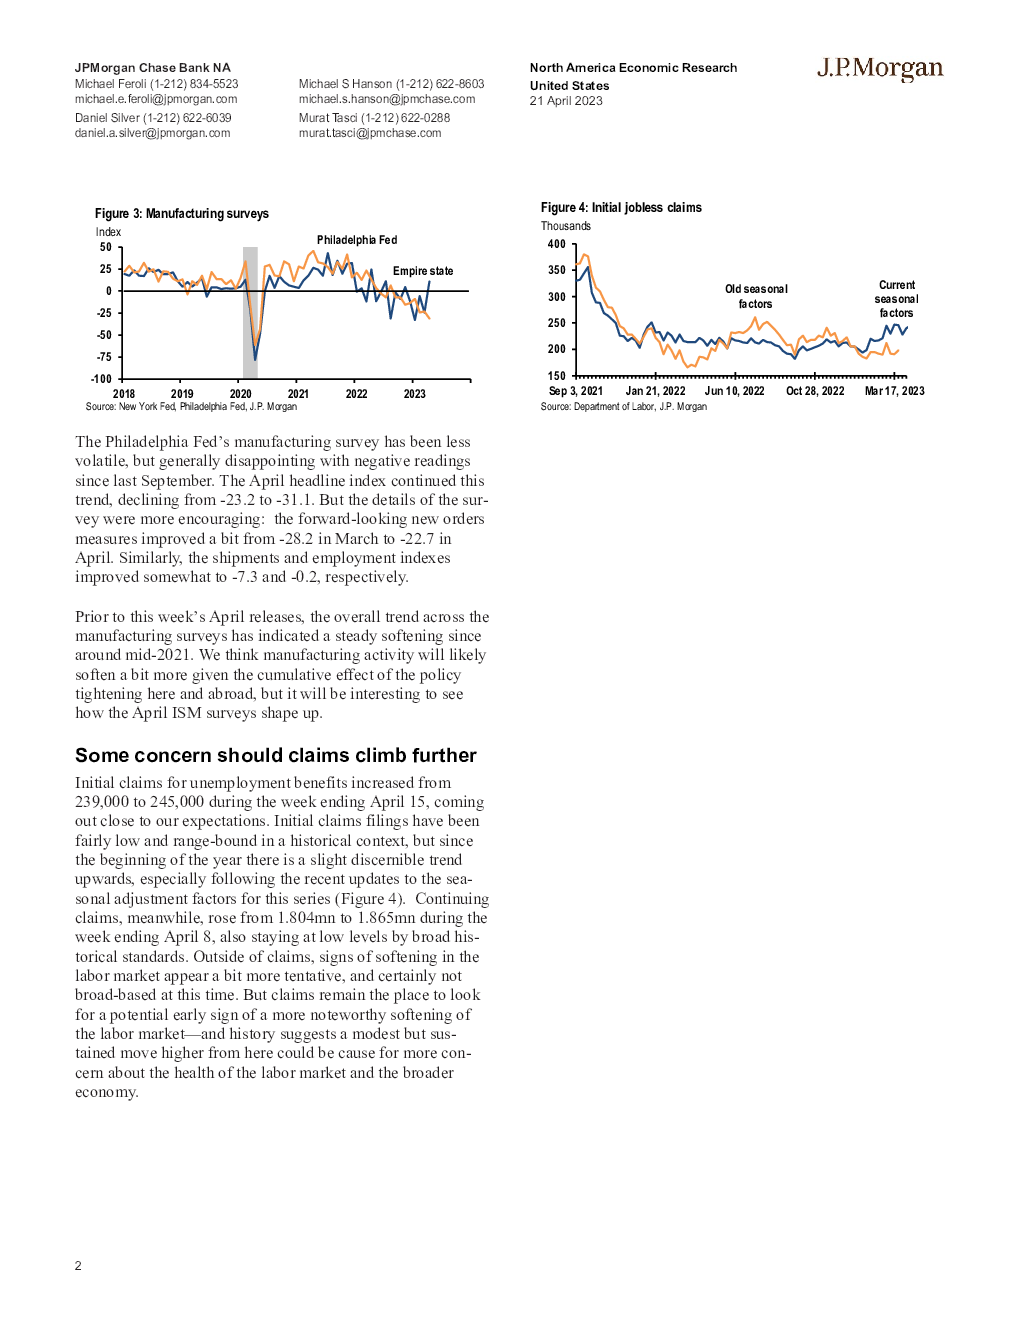 JPMorgan Chase Bank NA
Michael Feroli (1-212) 834-5523
michael.e.feroli@jpmorgan.com
Daniel Silver (1-212) 622-6039
daniel.a.silver@jpmorgan.com
Michael S Hanson (1-212) 622-8603
michael.s.hanson@jpmchase.com
Murat Tasci (1-212) 622-0288
murat.tasci@jpmchase.com
North America Economic Research
United States
21 April 2023
J.P.Morgan
Figure 3: Manufacturing surveys
Index
50
25
0
-25
-50
-75
-100
Philadelphia Fed
Empire state
2018 2019 2020 2021 2022 2023
Source: New York Fed, Philadelphia Fed, J.P. Morgan
The Philadelphia Fed’s manufacturing survey has been less
volatile, but generally disappointing with negative readings
since last September. The April headline index continued this
trend, declining from -23.2 to -31.1. But the details of the sur-
vey were more encouraging:  the forward-looking new orders
measures improved a bit from -28.2 in March to -22.7 in
April. Similarly, the shipments and employment indexes
improved somewhat to -7.3 and -0.2, respectively.
Prior to this week’s April releases, the overall trend across the
manufacturing surveys has indicated a steady softening since
around mid-2021. We think manufacturing activity will likely
soften a bit more given the cumulative effect of the policy
tightening here and abroad, but it will be interesting to see
how the April ISM surveys shape up.
Some concern should claims climb further
Initial claims for unemployment benefits increased from
239,000 to 245,000 during the week ending April 15, coming
out close to our expectations. Initial claims filings have been
fairly low and range-bound in a historical context, but since
the beginning of the year there is a slight discernible trend
upwards, especially following the recent updates to the sea-
sonal adjustment factors for this series (Figure 4).  Continuing
claims, meanwhile, rose from 1.804mn to 1.865mn during the
week ending April 8, also staying at low levels by broad his-
torical standards. Outside of claims, signs of softening in the
labor market appear a bit more tentative, and certainly not
broad-based at this time. But claims remain the place to look
for a potential early sign of a more noteworthy softening of
the labor market—and history suggests a modest but sus-
tained move higher from here could be cause for more con-
cern about the health of the labor market and the broader
economy.
Figure 4: Initial jobless claims
Thousands
400
350
300
250
200
150
Old seasonal
factors
Current
seasonal
factors
Sep 3, 2021 Jan 21, 2022 Jun 10, 2022 Oct 28, 2022 Mar 17, 2023
Source: Department of Labor, J.P. Morgan
2